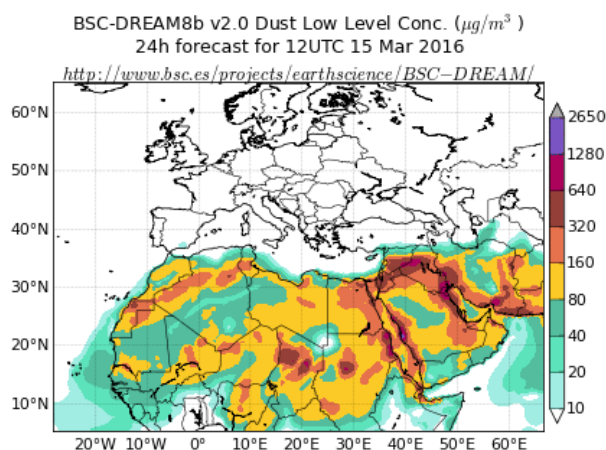 BSC-DREAM8b v2.0 Dust Low Level Conc. (μg/m³ )
24h forecast for 12UTC 15 Mar 2016
http://www.bsc.es/projects/earthscience/BSC−DREAM/
60°N
50°N
40°N
30°N
20°N
10°N
20°W 10°W 0° 10°E 20°E 30°E 40°E 50°E 60°E
2650
1280
640
320
160
80
40
20
10